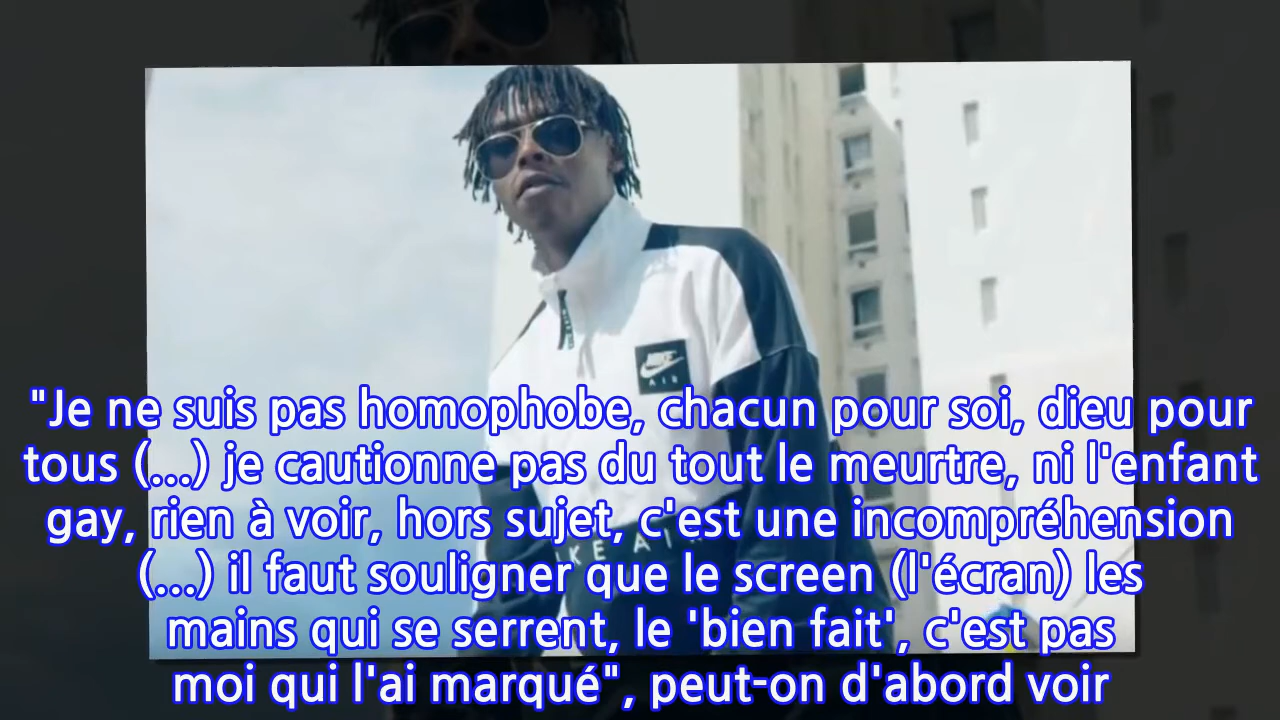 NIKE
AIR
KE AIR
"Je ne suis pas homophobe, chacun pour soi, dieu pour
tous (...) je cautionne pas du tout le meurtre, ni l'enfant
gay, rien à voir, hors sujet, c'est une incompréhension
(...) il faut souligner que le screen (l'écran) les
mains qui se serrent, le 'bien fait', c'est pas
moi qui l'ai marqué", peut-on d'abord voir